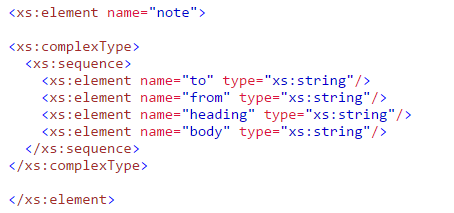 <xs:element name="note">
<xs:complexType>
<xs:sequence>
<xs:element name="to" type="xs:string"/>
<xs:element name="from" type="xs:string"/>
<xs:element name="heading" type="xs:string"/>
<xs:element name="body" type="xs:string"/>
</xs:sequence>
</xs:complexType>
</xs:element>